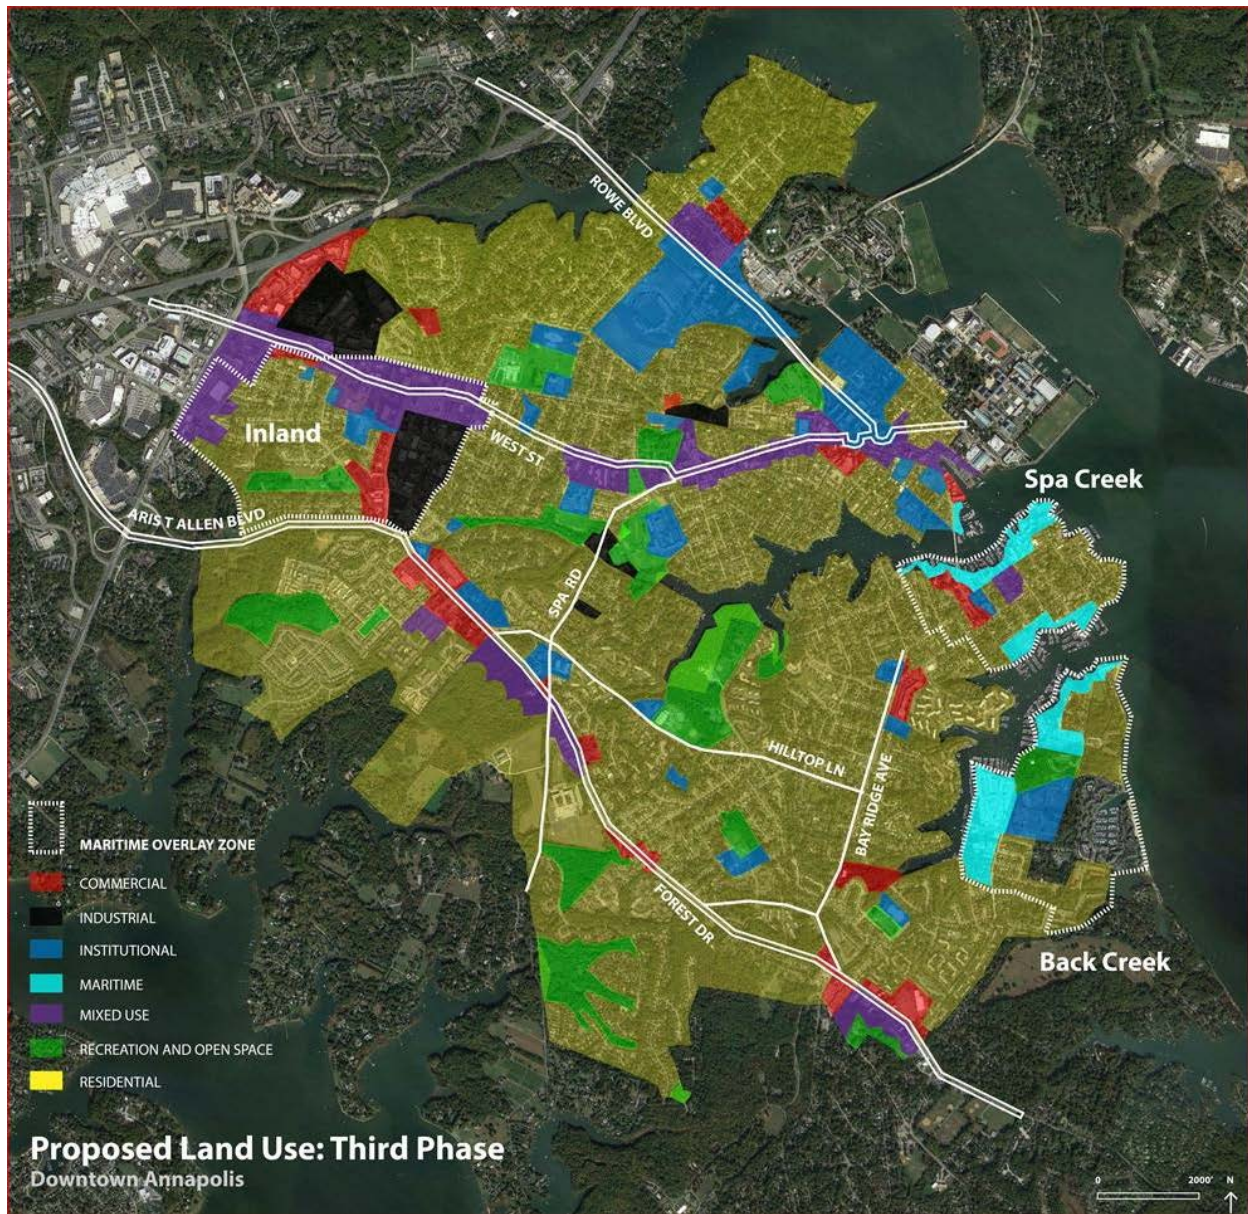 ROWE BLVD
Inland
WEST ST
Spa Creek
ARIS T ALLEN BLVD
SPA RD
HILLTOP LN
BAY RIDGE AVE
FOREST DR
Back Creek
MARITIME OVERLAY ZONE
COMMERCIAL
INDUSTRIAL
INSTITUTIONAL
MARITIME
MIXED USE
RECREATION AND OPEN SPACE
RESIDENTIAL
Proposed Land Use: Third Phase
Downtown Annapolis
0 2000' N